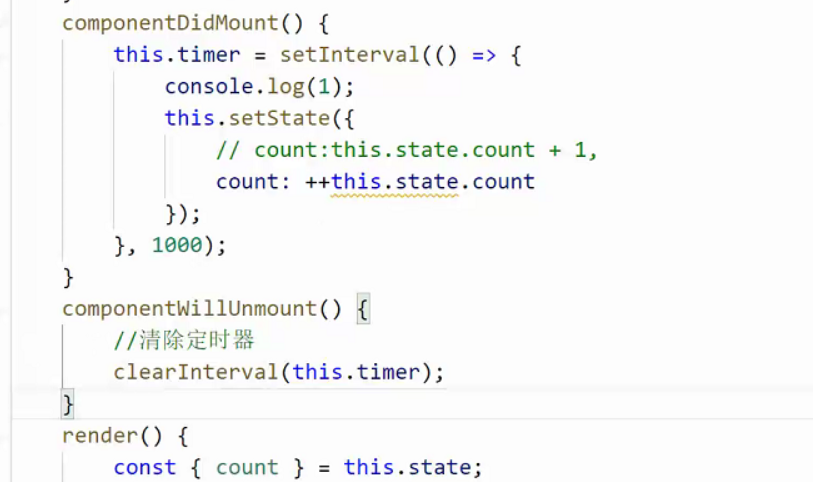 componentDidMount() {
this.timer = setInterval(() => {
console.log(1);
this.setState({
// count:this.state.count + 1,
count: ++this.state.count
});
}, 1000);
}
componentWillUnmount() {
//清除定时器
clearInterval(this.timer);
}
render() {
const { count } = this.state;